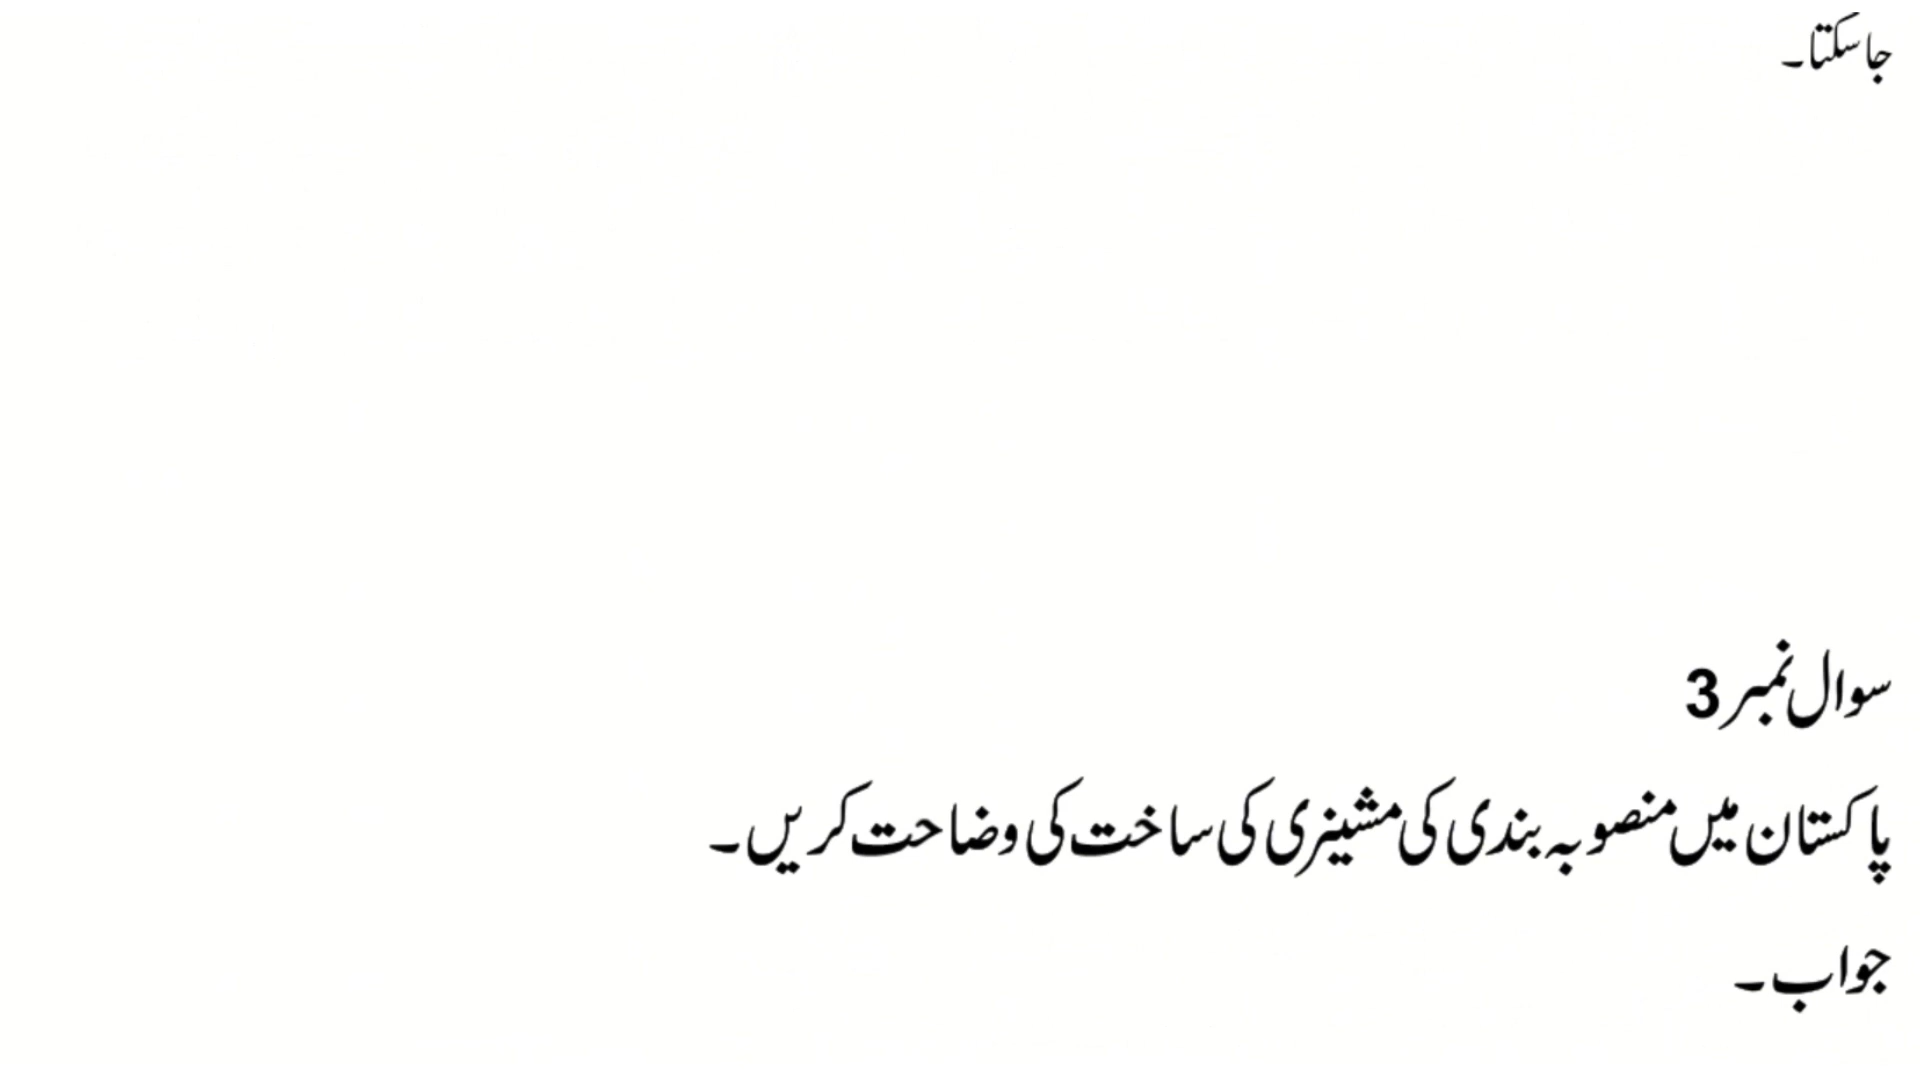 جاسکتا۔
سوال نمبر 3
پاکستان میں منصوبہ بندی کی مشینری کی ساخت کی وضاحت کریں۔
جواب۔